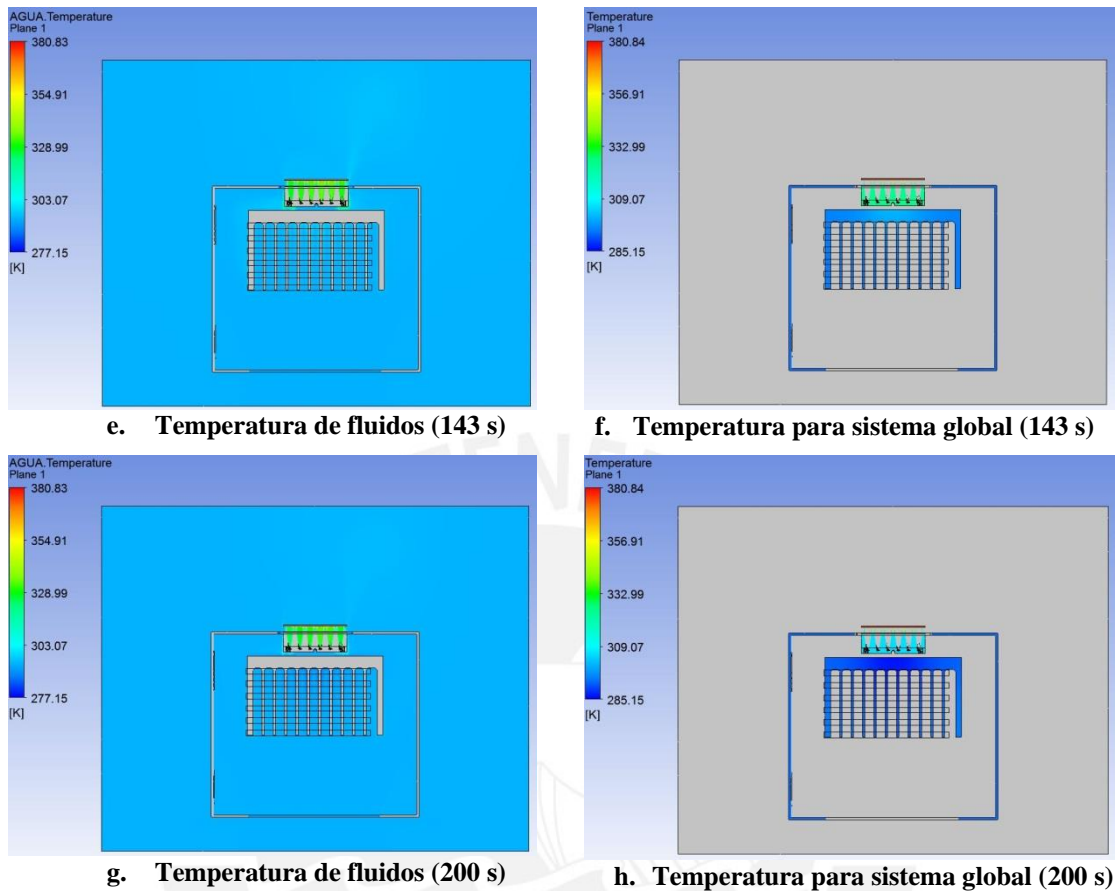 AGUA.Temperature
Plane 1
380.83
354.91
328.99
303.07
277.15
[K]
Temperature
Plane 1
380.84
356.91
332.99
309.07
285.15
[K]
e. Temperatura de fluidos (143 s)
f. Temperatura para sistema global (143 s)
AGUA.Temperature
Plane 1
380.83
354.91
328.99
303.07
277.15
[K]
Temperature
Plane 1
380.84
356.91
332.99
309.07
285.15
[K]
g. Temperatura de fluidos (200 s)
h. Temperatura para sistema global (200 s)